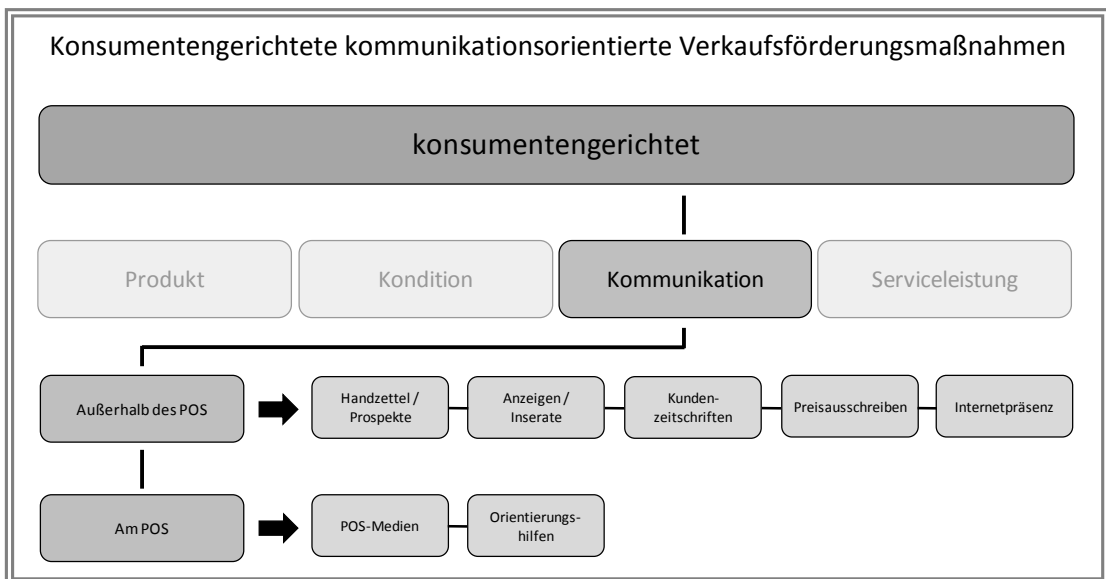 Konsumentengerichtete kommunikationsorientierte Verkaufsförderungsmaßnahmen
konsumentengerichtet
Produkt
Kondition
Kommunikation
Serviceleistung
Außerhalb des POS
Handzettel /
Prospekte
Anzeigen /
Inserate
Kunden-
zeitschriften
Preisausschreiben
Internetpräsenz
Am POS
POS-Medien
Orientierungs-
hilfen